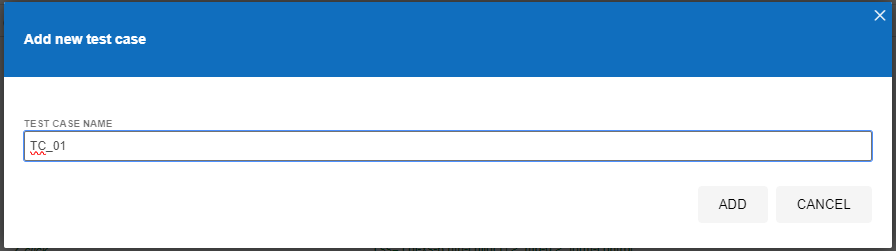 Add new test case
TEST CASE NAME
TC_01
ADD
CANCEL